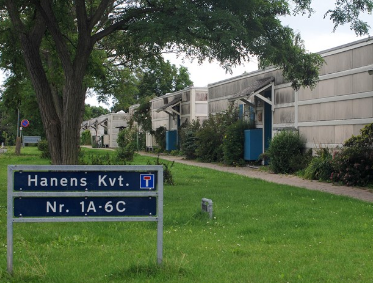 Hanens Kvt.
Nr. 1A-6C